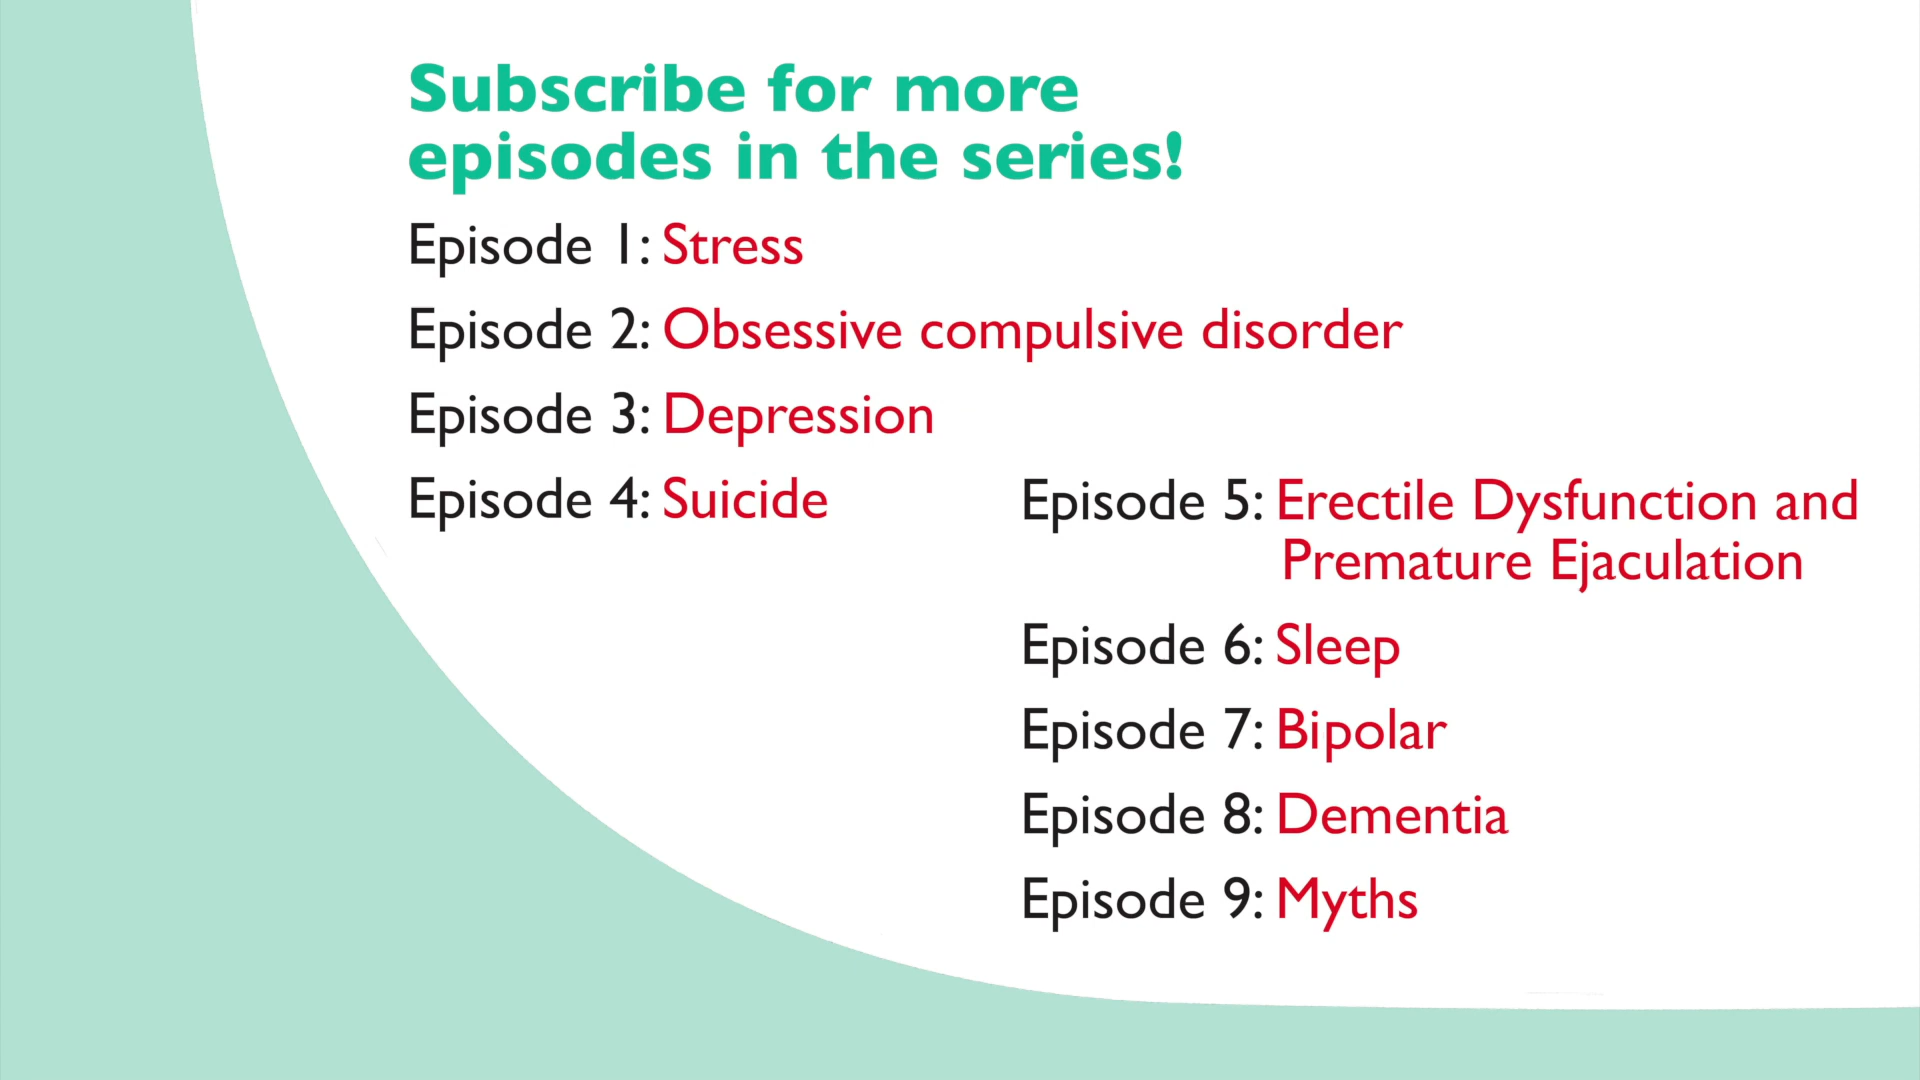 Subscribe for more
episodes in the series!
Episode 1: Stress
Episode 2: Obsessive compulsive disorder
Episode 3: Depression
Episode 4: Suicide
Episode 5: Erectile Dysfunction and
Premature Ejaculation
Episode 6: Sleep
Episode 7: Bipolar
Episode 8: Dementia
Episode 9: Myths